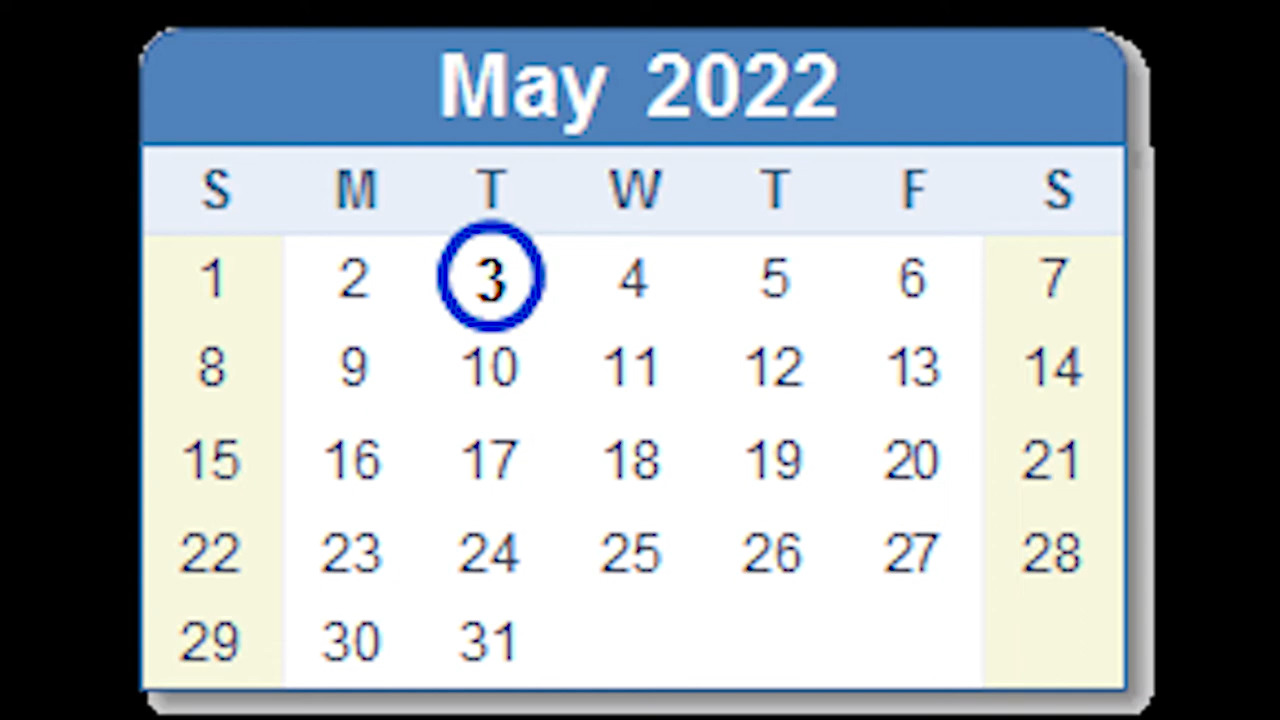 May 2022
S M T W T F S
1 2 3 4 5 6 7
8 9 10 11 12 13 14
15 16 17 18 19 20 21
22 23 24 25 26 27 28
29 30 31